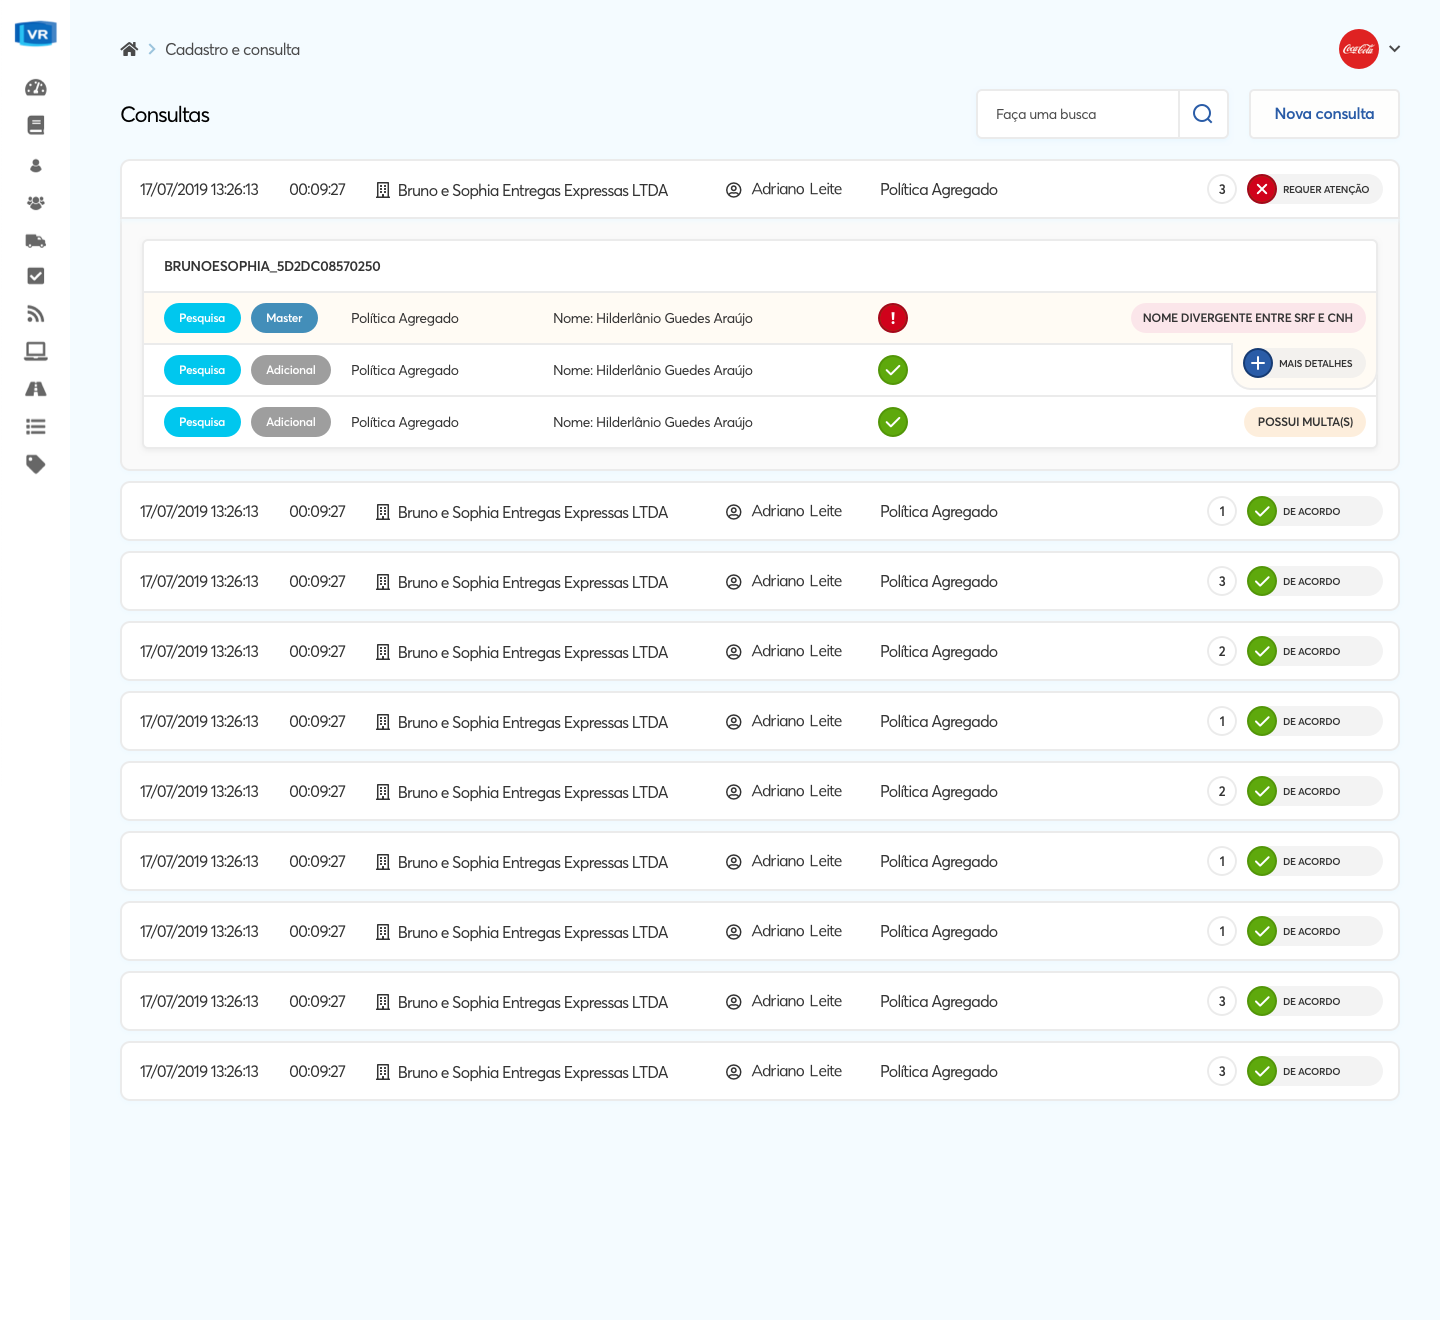 VR
Cadastro e consulta
Coca-Cola
Consultas
Faça uma busca
Nova consulta
17/07/2019 13:26:13 00:09:27 Bruno e Sophia Entregas Expressas LTDA Adriano Leite Política Agregado 3 REQUER ATENÇÃO
BRUNOESOPHIA_5D2DC08570250
Pesquisa Master Política Agregado Nome: Hilderlânio Guedes Araújo NOME DIVERGENTE ENTRE SRF E CNH
Pesquisa Adicional Política Agregado Nome: Hilderlânio Guedes Araújo MAIS DETALHES
Pesquisa Adicional Política Agregado Nome: Hilderlânio Guedes Araújo POSSUI MULTA(S)
17/07/2019 13:26:13 00:09:27 Bruno e Sophia Entregas Expressas LTDA Adriano Leite Política Agregado 1 DE ACORDO
17/07/2019 13:26:13 00:09:27 Bruno e Sophia Entregas Expressas LTDA Adriano Leite Política Agregado 3 DE ACORDO
17/07/2019 13:26:13 00:09:27 Bruno e Sophia Entregas Expressas LTDA Adriano Leite Política Agregado 2 DE ACORDO
17/07/2019 13:26:13 00:09:27 Bruno e Sophia Entregas Expressas LTDA Adriano Leite Política Agregado 1 DE ACORDO
17/07/2019 13:26:13 00:09:27 Bruno e Sophia Entregas Expressas LTDA Adriano Leite Política Agregado 2 DE ACORDO
17/07/2019 13:26:13 00:09:27 Bruno e Sophia Entregas Expressas LTDA Adriano Leite Política Agregado 1 DE ACORDO
17/07/2019 13:26:13 00:09:27 Bruno e Sophia Entregas Expressas LTDA Adriano Leite Política Agregado 1 DE ACORDO
17/07/2019 13:26:13 00:09:27 Bruno e Sophia Entregas Expressas LTDA Adriano Leite Política Agregado 3 DE ACORDO
17/07/2019 13:26:13 00:09:27 Bruno e Sophia Entregas Expressas LTDA Adriano Leite Política Agregado 3 DE ACORDO